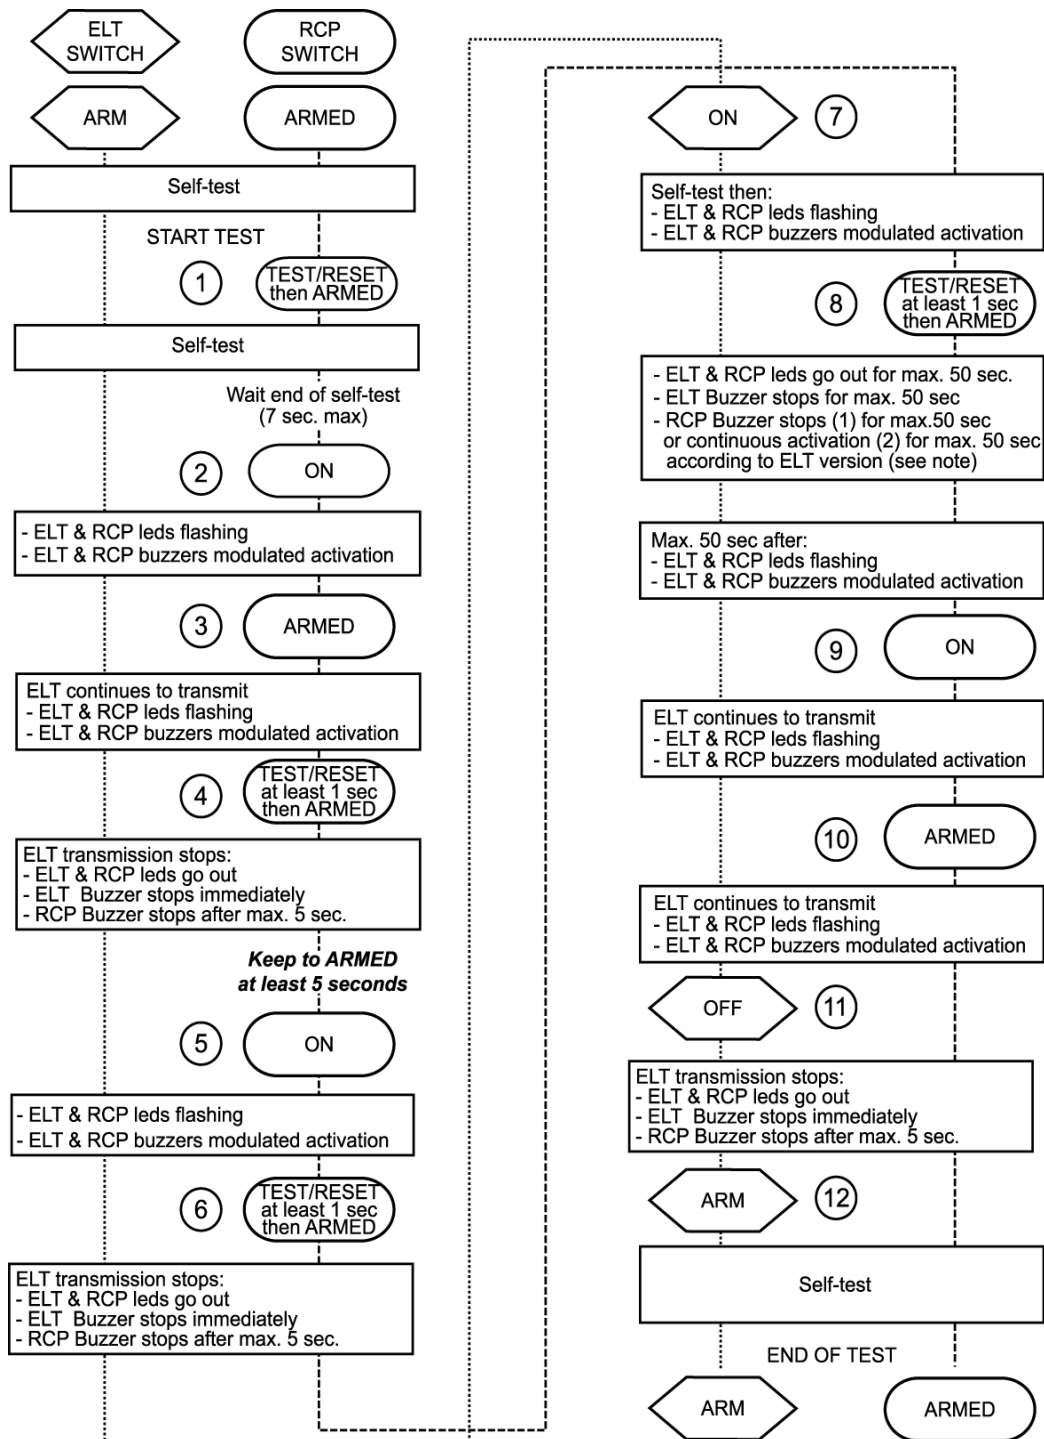 ELT
SWITCH
RCP
SWITCH
ARM
ARMED
Self-test
START TEST
1
TEST/RESET
then ARMED
Self-test
Wait end of self-test
(7 sec. max)
2
ON
- ELT & RCP leds flashing
- ELT & RCP buzzers modulated activation
3
ARMED
ELT continues to transmit
- ELT & RCP leds flashing
- ELT & RCP buzzers modulated activation
4
TEST/RESET
at least 1 sec
then ARMED
ELT transmission stops:
- ELT & RCP leds go out
- ELT  Buzzer stops immediately
- RCP Buzzer stops after max. 5 sec.
Keep to ARMED
at least 5 seconds
5
ON
- ELT & RCP leds flashing
- ELT & RCP buzzers modulated activation
6
TEST/RESET
at least 1 sec
then ARMED
ELT transmission stops:
- ELT & RCP leds go out
- ELT  Buzzer stops immediately
- RCP Buzzer stops after max. 5 sec.
ON
7
Self-test then:
- ELT & RCP leds flashing
- ELT & RCP buzzers modulated activation
8
TEST/RESET
at least 1 sec
then ARMED
- ELT & RCP leds go out for max. 50 sec.
- ELT Buzzer stops for max. 50 sec
- RCP Buzzer stops (1) for max.50 sec
or continuous activation (2) for max. 50 sec
according to ELT version (see note)
Max. 50 sec after:
- ELT & RCP leds flashing
- ELT & RCP buzzers modulated activation
9
ON
ELT continues to transmit
- ELT & RCP leds flashing
- ELT & RCP buzzers modulated activation
10
ARMED
ELT continues to transmit
- ELT & RCP leds flashing
- ELT & RCP buzzers modulated activation
OFF
11
ELT transmission stops:
- ELT & RCP leds go out
- ELT  Buzzer stops immediately
- RCP Buzzer stops after max. 5 sec.
ARM
12
Self-test
END OF TEST
ARM
ARMED